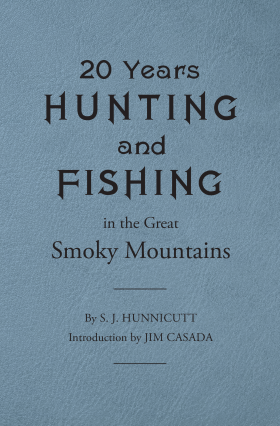 20 Years
HUNTING
and
FISHING
in the Great
Smoky Mountains
By S. J. HUNNICUTT
Introduction by JIM CASADA